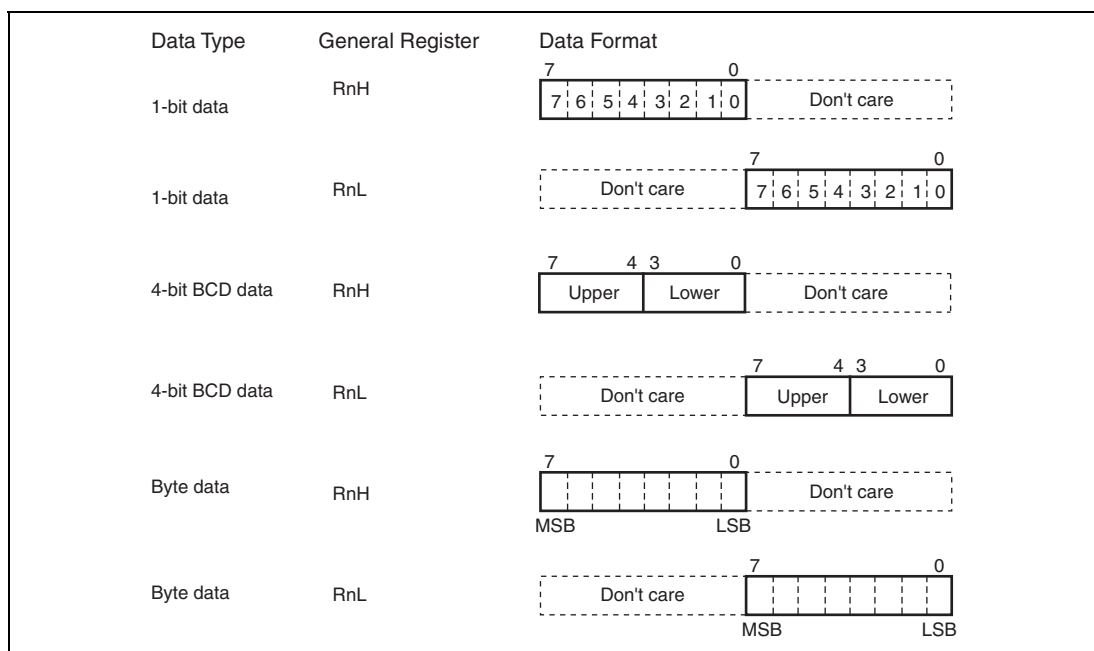 Data Type General Register Data Format
7 0
1-bit data RnH 7 6 5 4 3 2 1 0 Don't care
7 0
1-bit data RnL Don't care 7 6 5 4 3 2 1 0
7 4 3 0
4-bit BCD data RnH Upper Lower Don't care
7 4 3 0
4-bit BCD data RnL Don't care Upper Lower
7 0
Byte data RnH Don't care
MSB LSB
7 0
Byte data RnL Don't care
MSB LSB